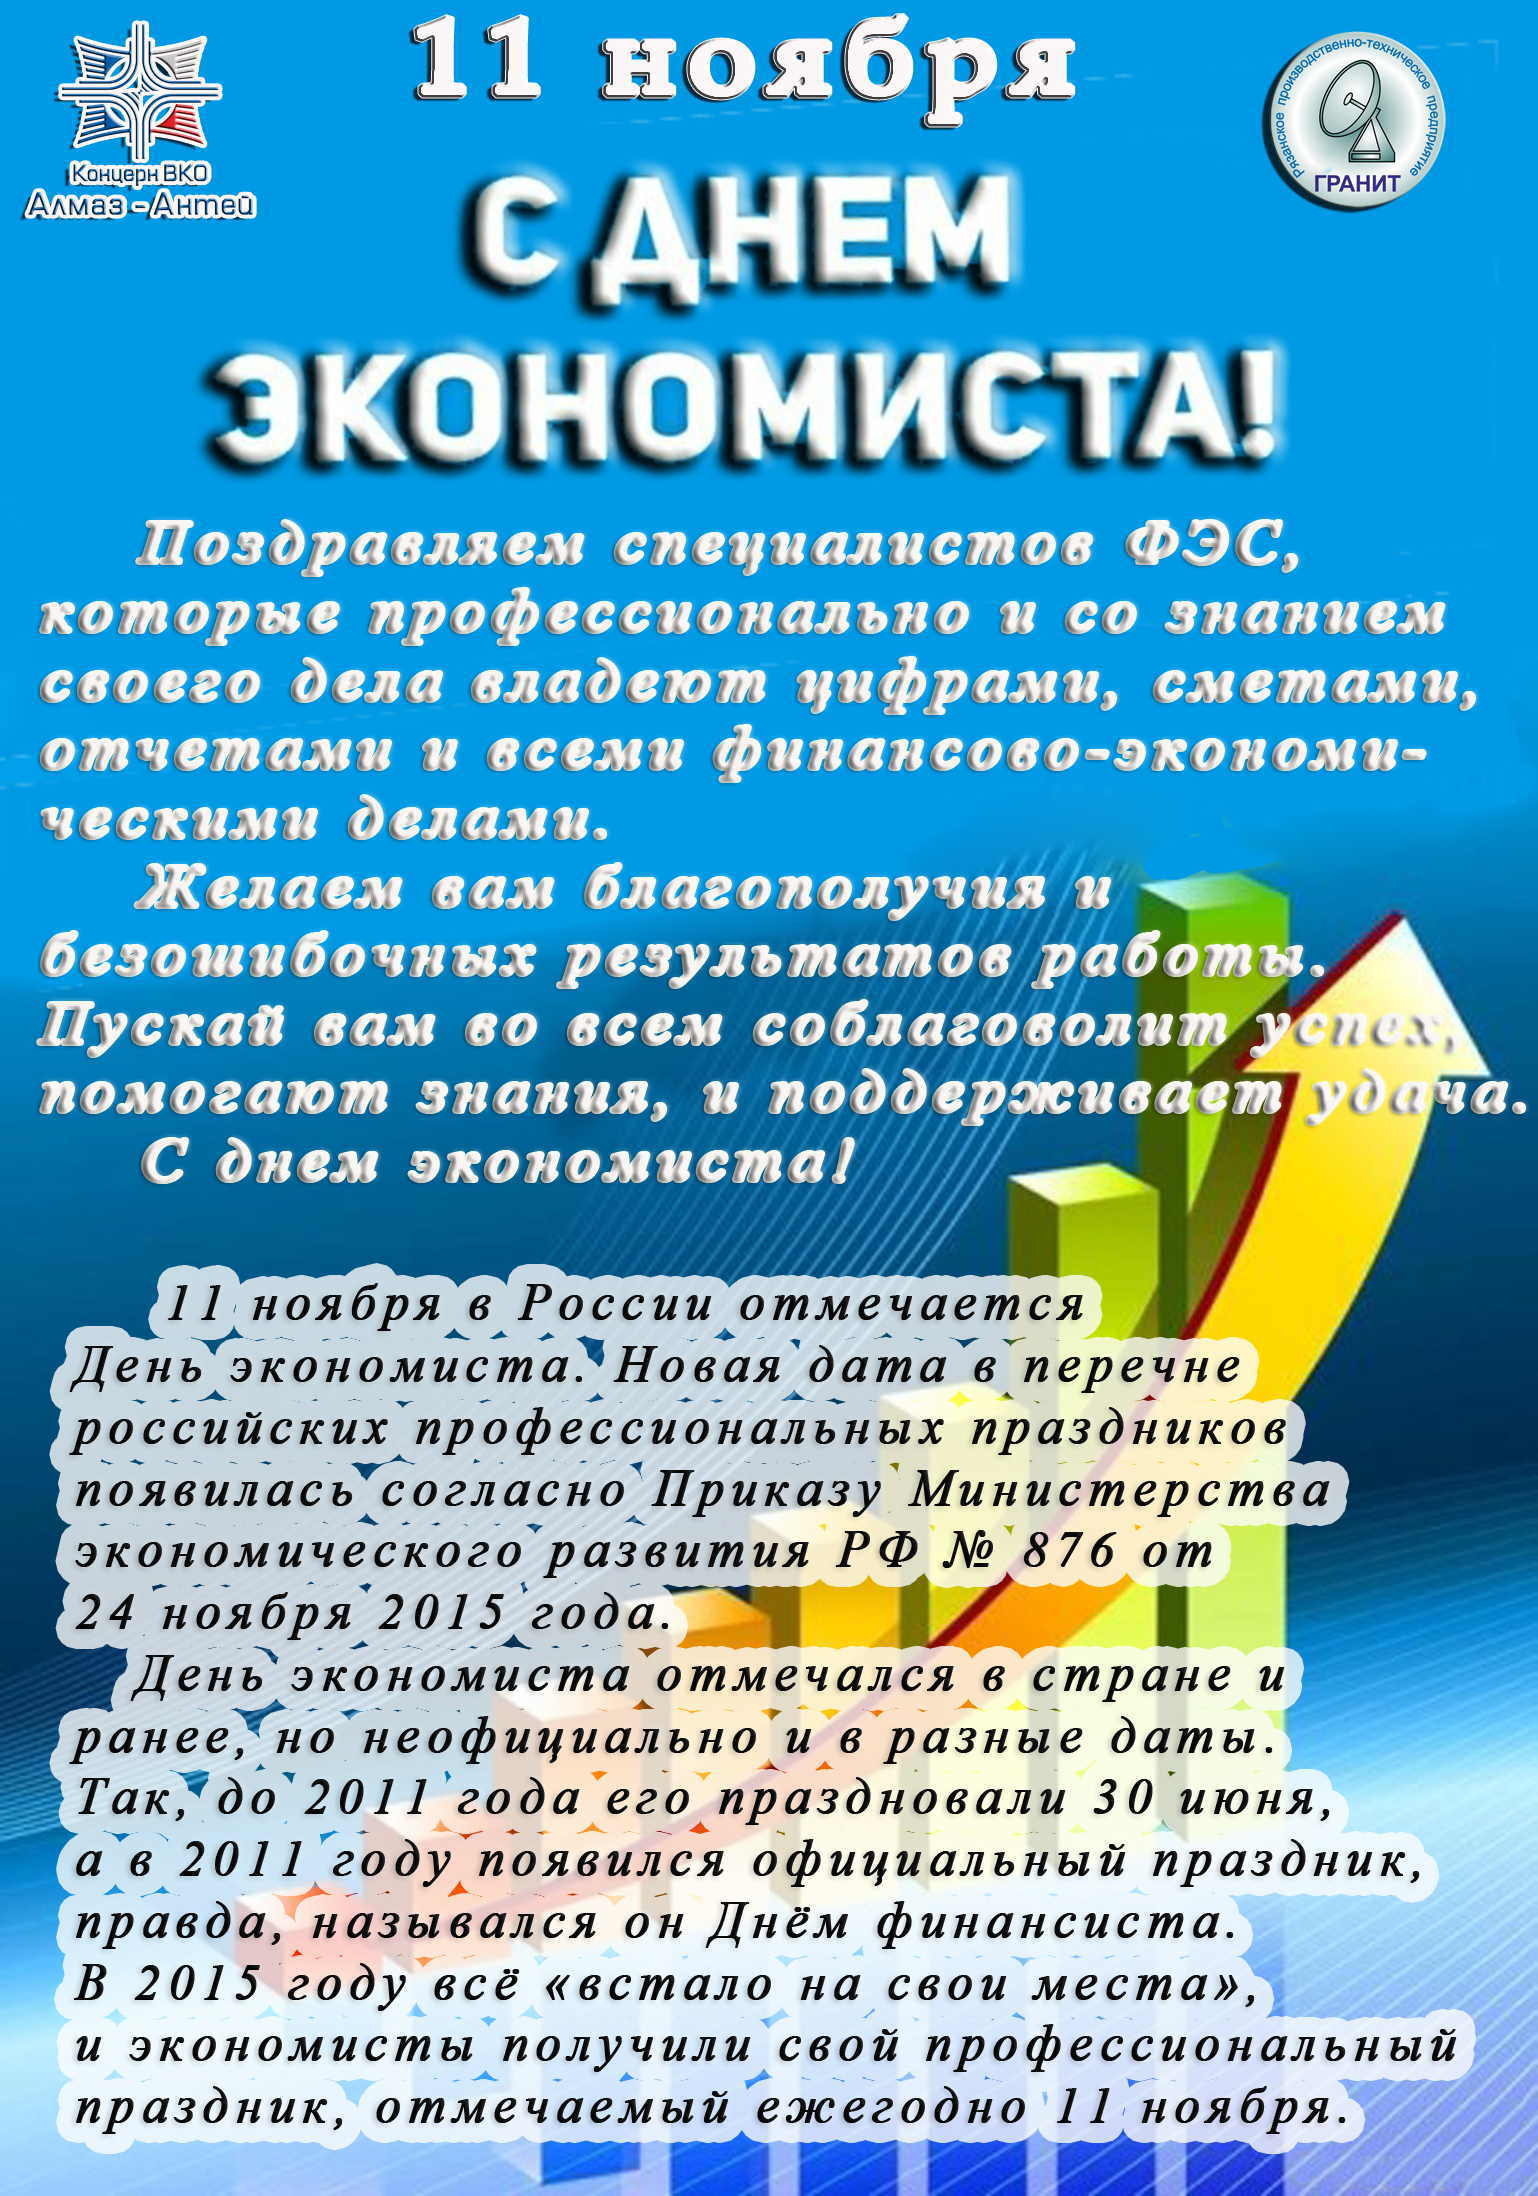 11 ноября
Концерн ВКО
Алмаз - Антей
Рязанское производственно-техническое предприятие
ГРАНИТ
С ДНЕМ
ЭКОНОМИСТА!
Поздравляем специалистов ФЭС,
которые профессионально и со знанием
своего дела владеют цифрами, сметами,
отчетами и всеми финансово-экономи-
ческими делами.
Желаем вам благополучия и
безошибочных результатов работы.
Пускай вам во всем соблаговолит успех,
помогают знания, и поддерживает удача.
С днем экономиста!
11 ноября в России отмечается
День экономиста. Новая дата в перечне
российских профессиональных праздников
появилась согласно Приказу Министерства
экономического развития РФ № 876 от
24 ноября 2015 года.
День экономиста отмечался в стране и
ранее, но неофициально и в разные даты.
Так, до 2011 года его праздновали 30 июня,
а в 2011 году появился официальный праздник,
правда, назывался он Днём финансиста.
В 2015 году всё «встало на свои места»,
и экономисты получили свой профессиональный
праздник, отмечаемый ежегодно 11 ноября.